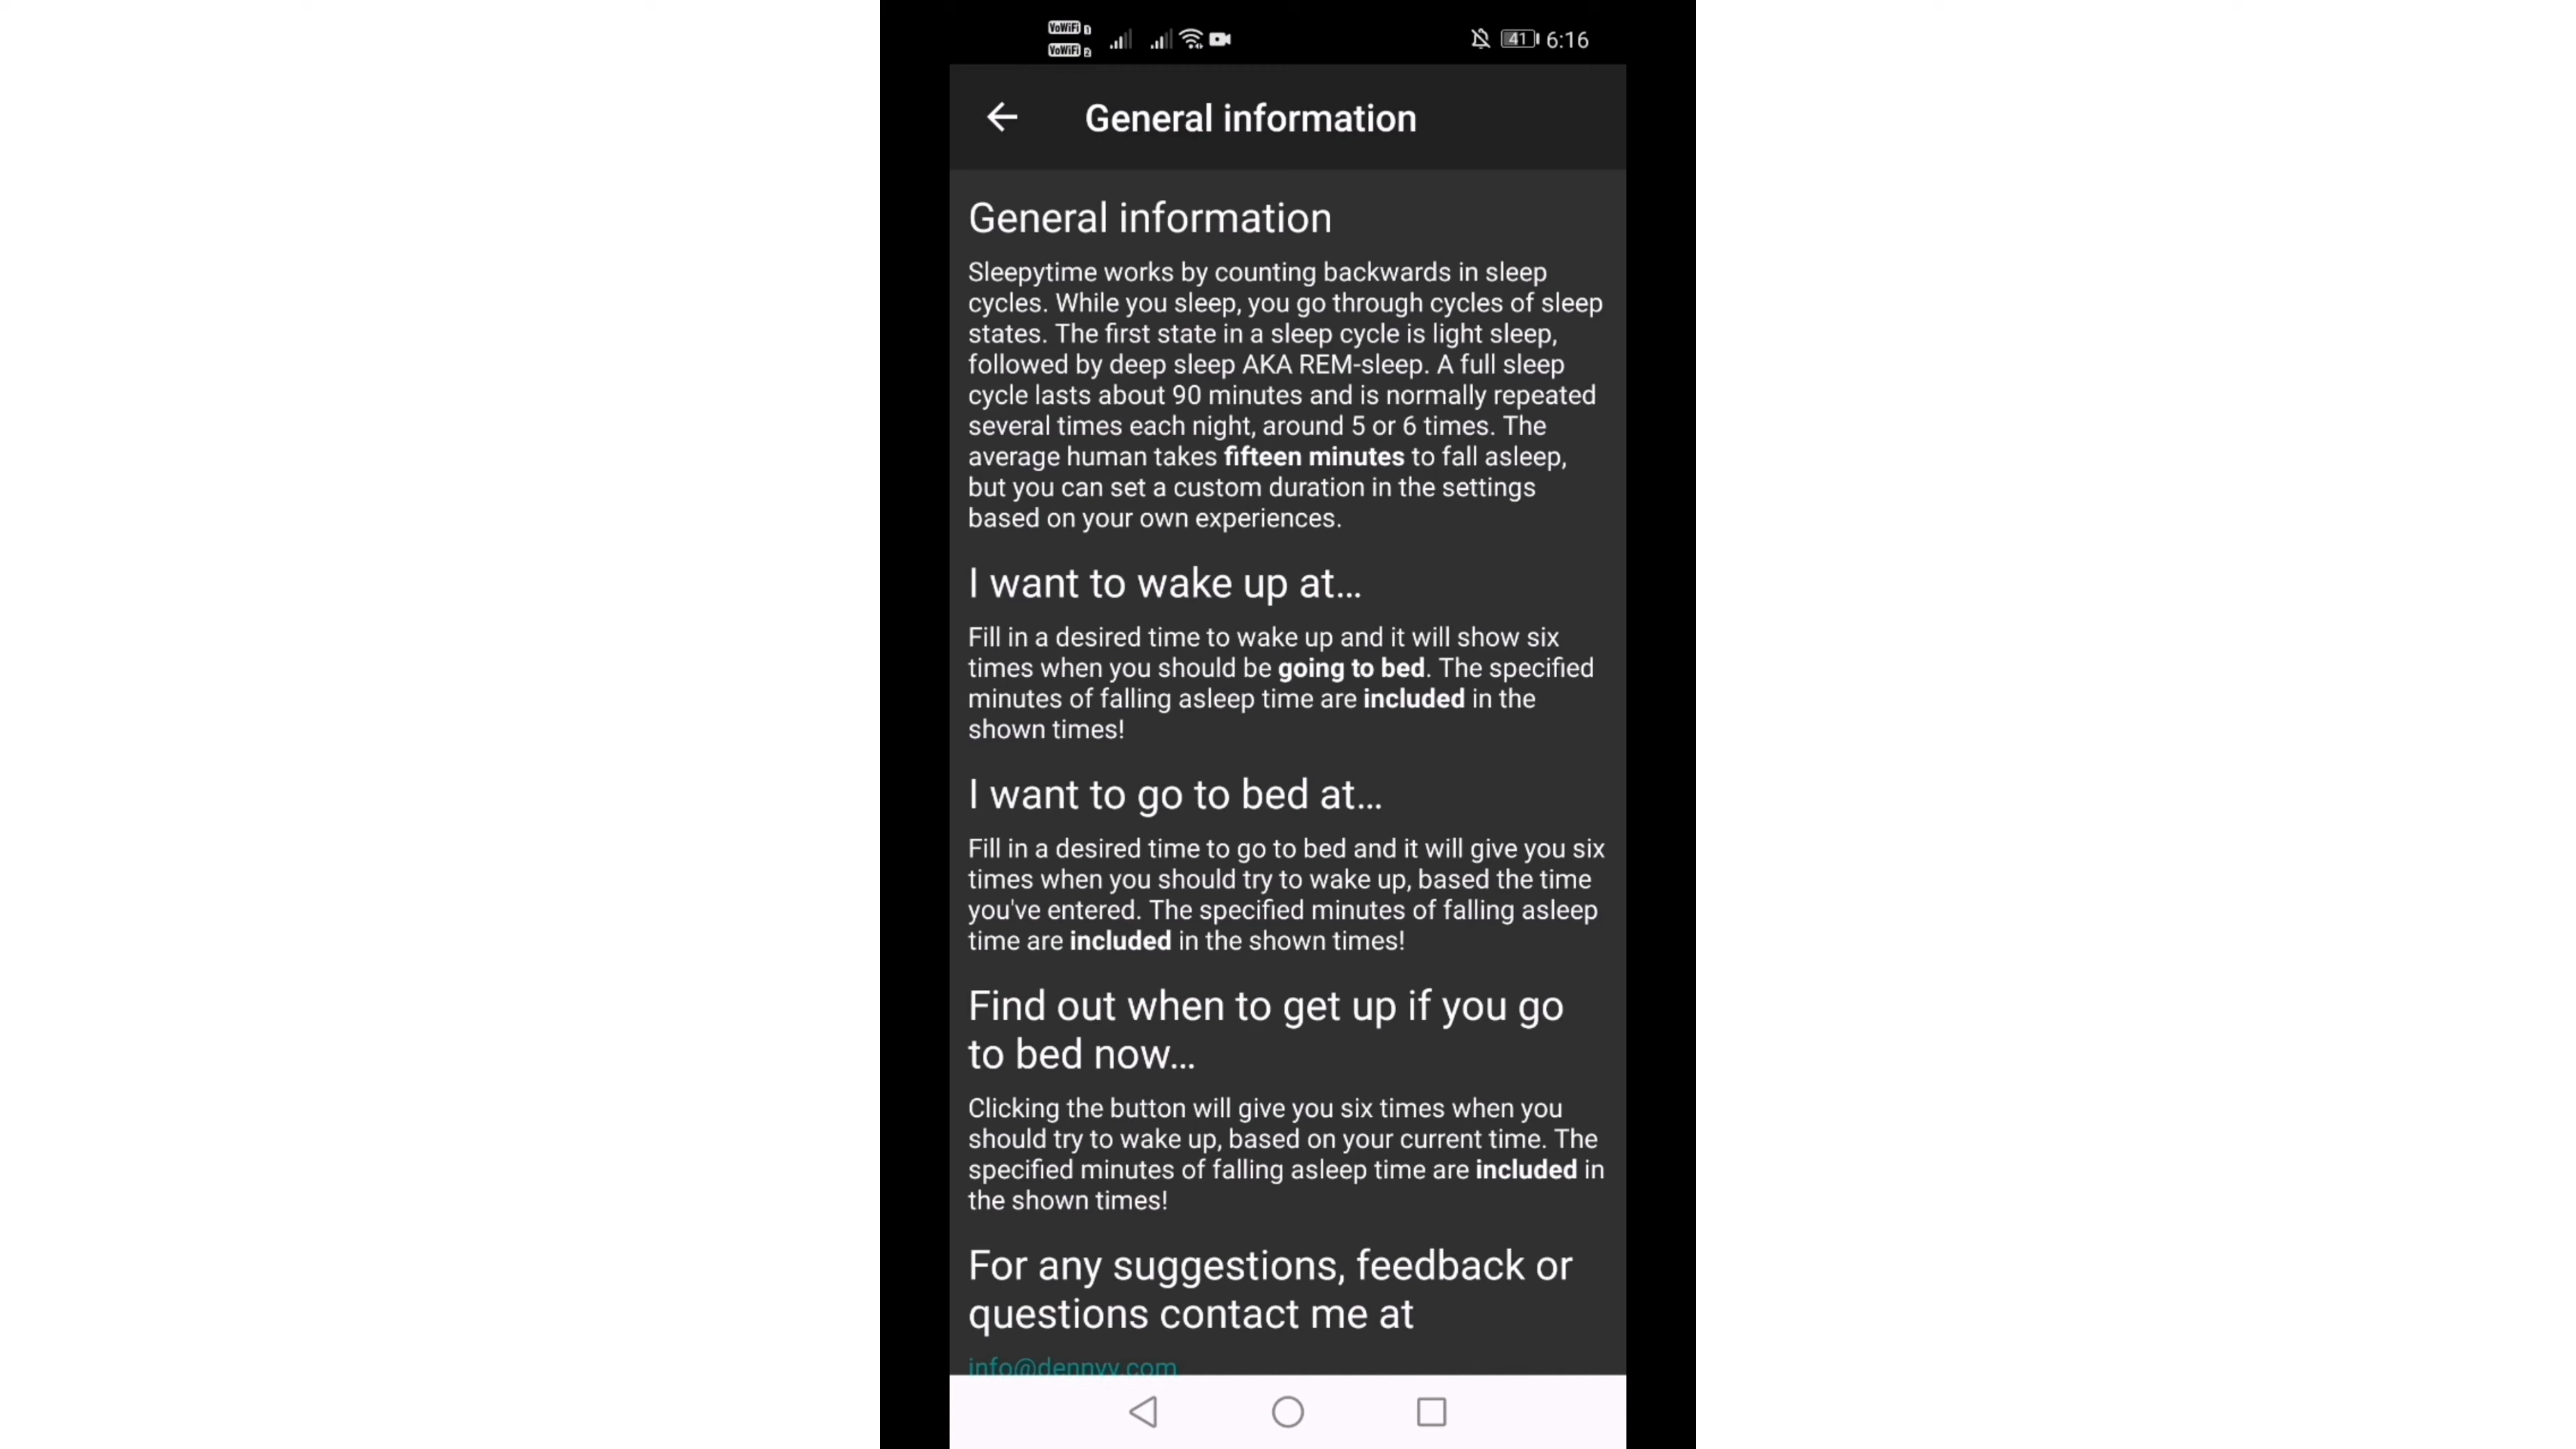 VoWiFi 1
VoWiFi 2
41 6:16
General information
General information
Sleepytime works by counting backwards in sleep
cycles. While you sleep, you go through cycles of sleep
states. The first state in a sleep cycle is light sleep,
followed by deep sleep AKA REM-sleep. A full sleep
cycle lasts about 90 minutes and is normally repeated
several times each night, around 5 or 6 times. The
average human takes fifteen minutes to fall asleep,
but you can set a custom duration in the settings
based on your own experiences.
I want to wake up at...
Fill in a desired time to wake up and it will show six
times when you should be going to bed. The specified
minutes of falling asleep time are included in the
shown times!
I want to go to bed at...
Fill in a desired time to go to bed and it will give you six
times when you should try to wake up, based the time
you've entered. The specified minutes of falling asleep
time are included in the shown times!
Find out when to get up if you go
to bed now...
Clicking the button will give you six times when you
should try to wake up, based on your current time. The
specified minutes of falling asleep time are included in
the shown times!
For any suggestions, feedback or
questions contact me at
info@dennyy.com